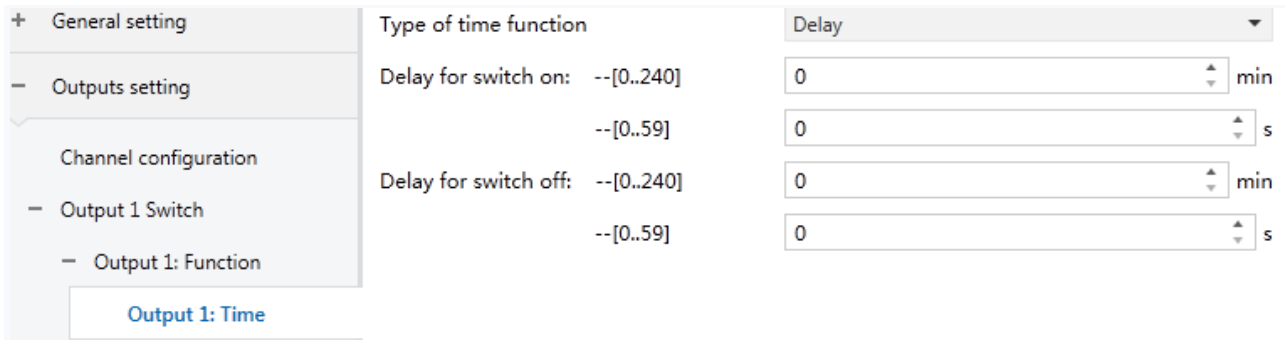 + General setting
Type of time function Delay
− Outputs setting
Delay for switch on: --[0..240] 0 min
--[0..59] 0 s
Channel configuration
Delay for switch off: --[0..240] 0 min
− Output 1 Switch
--[0..59] 0 s
− Output 1: Function
Output 1: Time